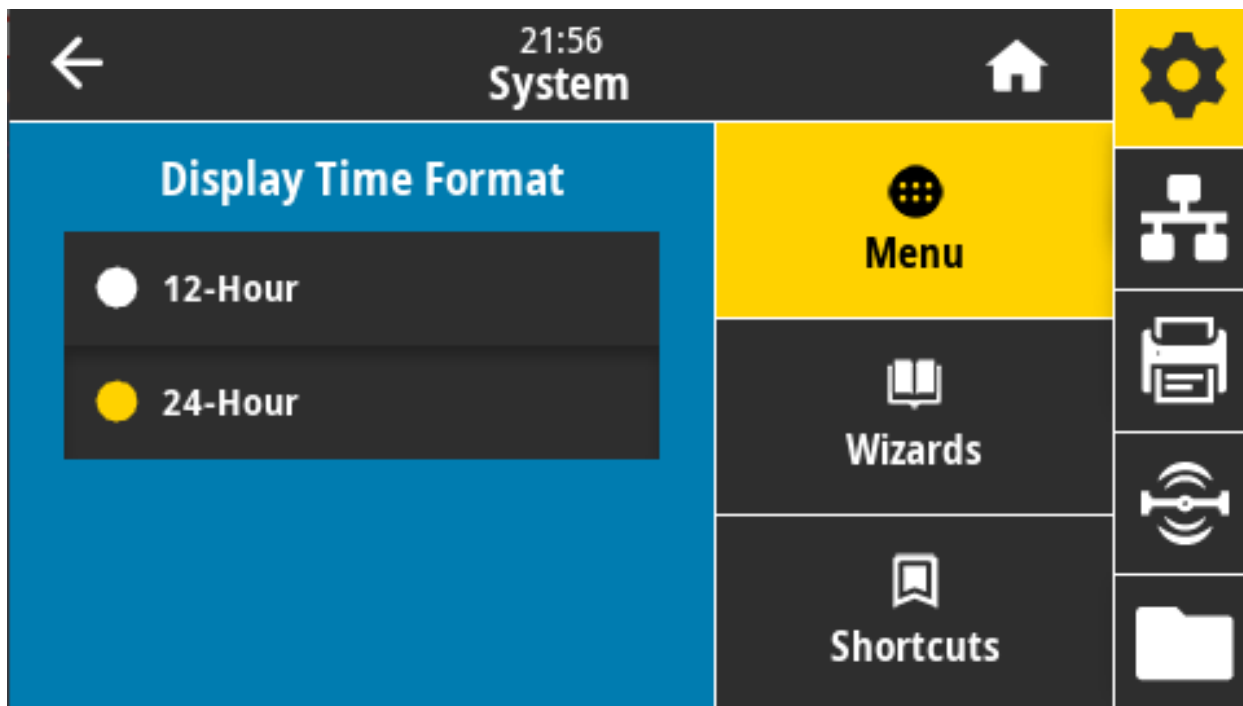 21:56
System
Display Time Format
12-Hour
24-Hour
Menu
Wizards
Shortcuts